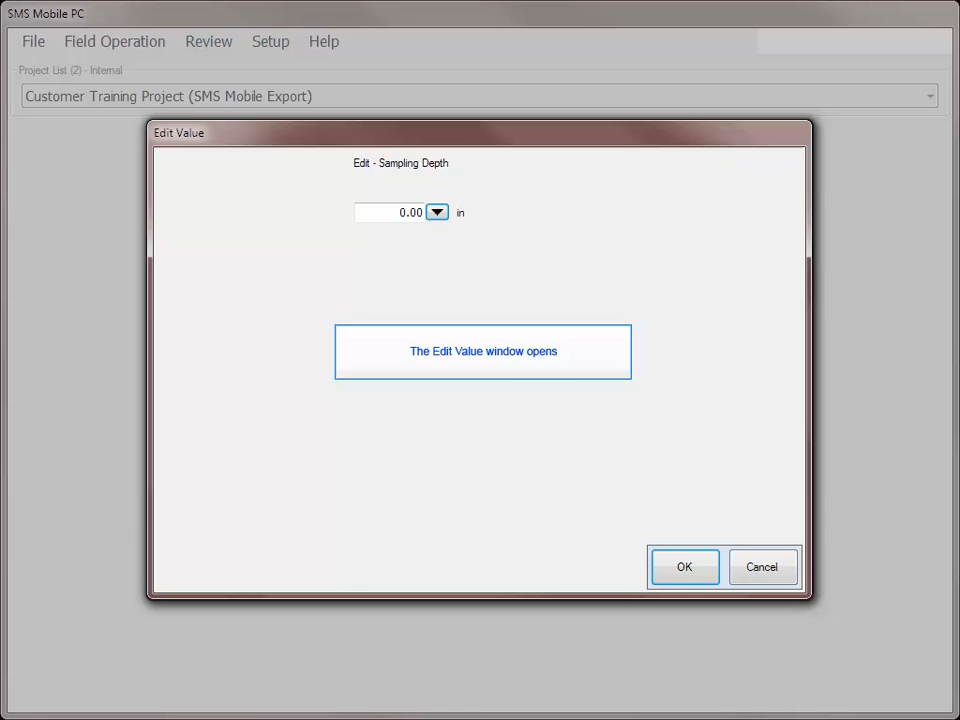 SMS Mobile PC
File Field Operation Review Setup Help
Project List (2) - Internal
Customer Training Project (SMS Mobile Export)
Edit Value
Edit - Sampling Depth
0.00 in
The Edit Value window opens
OK Cancel